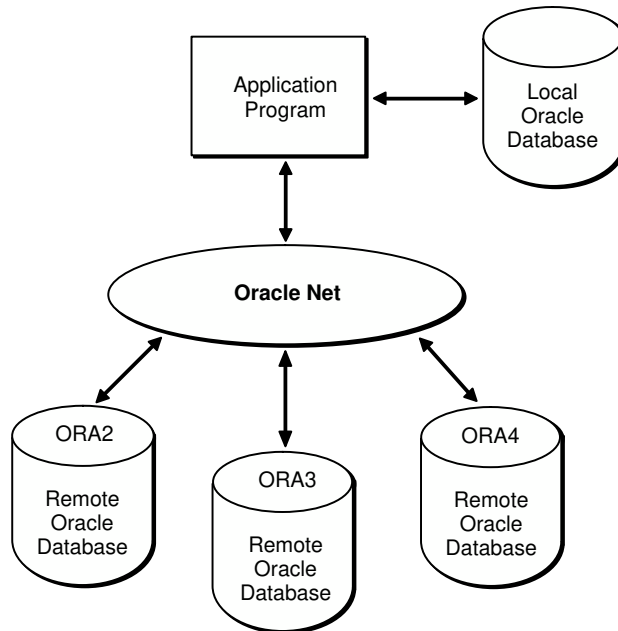 Application
Program
Local
Oracle
Database
Oracle Net
ORA2
Remote
Oracle
Database
ORA3
Remote
Oracle
Database
ORA4
Remote
Oracle
Database